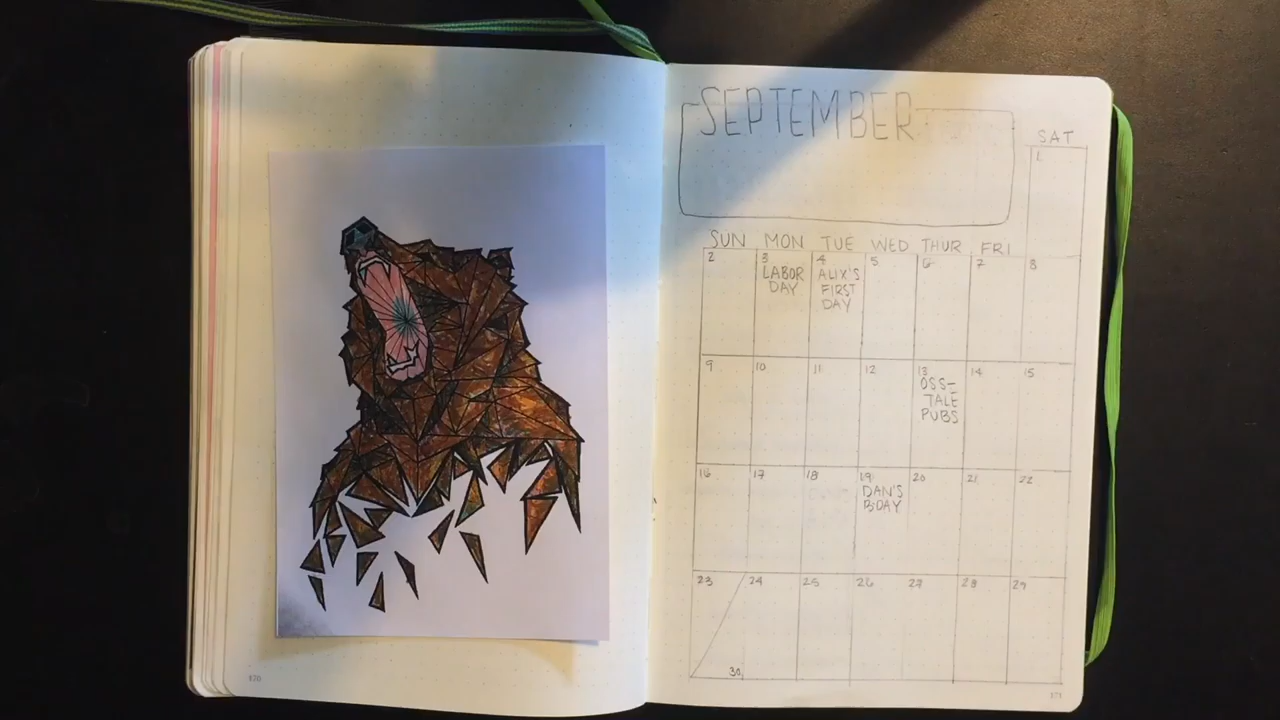 SEPTEMBER
SAT
1
SUN MON TUE WED THUR FRI
2 3 4 5 6 7 8
LABOR
DAY
ALIX'S
FIRST
DAY
9 10 11 12 13 14 15
OSS-
TALE
PUBS
16 17 18 19 20 21 22
DAN'S
B-DAY
23 24 25 26 27 28 29
30
170
171